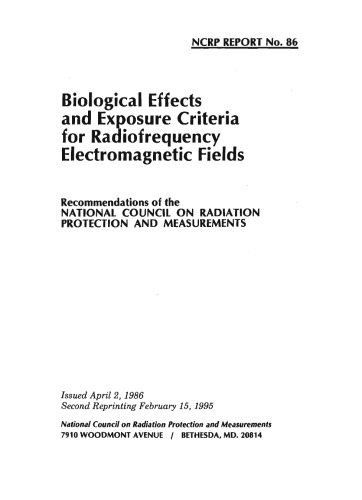 NCRP REPORT No. 86
Biological Effects
and Exposure Criteria
for Radiofrequency
Electromagnetic Fields
Recommendations of the
NATIONAL COUNCIL ON RADIATION
PROTECTION AND MEASUREMENTS
Issued April 2, 1986
Second Reprinting February 15, 1995
National Council on Radiation Protection and Measurements
7910 WOODMONT AVENUE / BETHESDA, MD. 20814